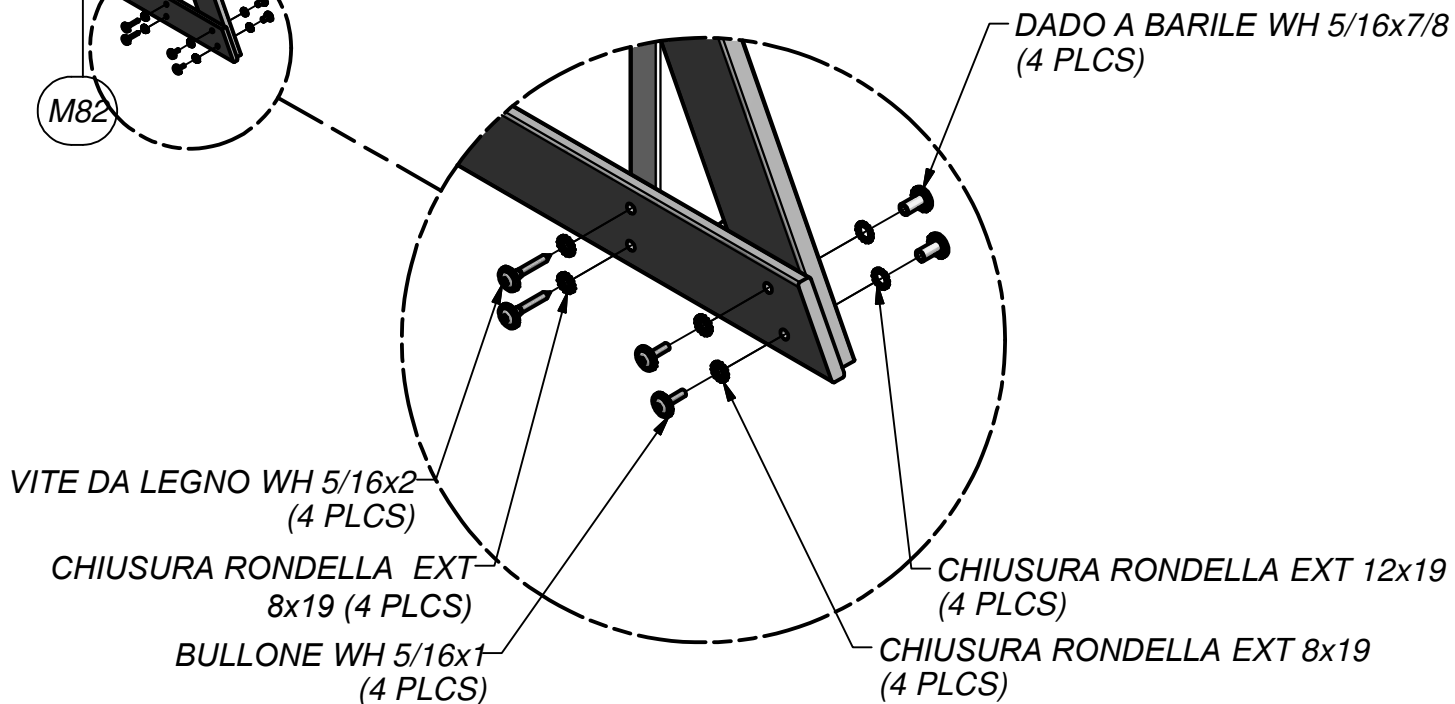 DADO A BARILE WH 5/16x7/8
(4 PLCS)
M82
VITE DA LEGNO WH 5/16x2
(4 PLCS)
CHIUSURA RONDELLA EXT
8x19 (4 PLCS)
BULLONE WH 5/16x1
(4 PLCS)
CHIUSURA RONDELLA EXT 12x19
(4 PLCS)
CHIUSURA RONDELLA EXT 8x19
(4 PLCS)